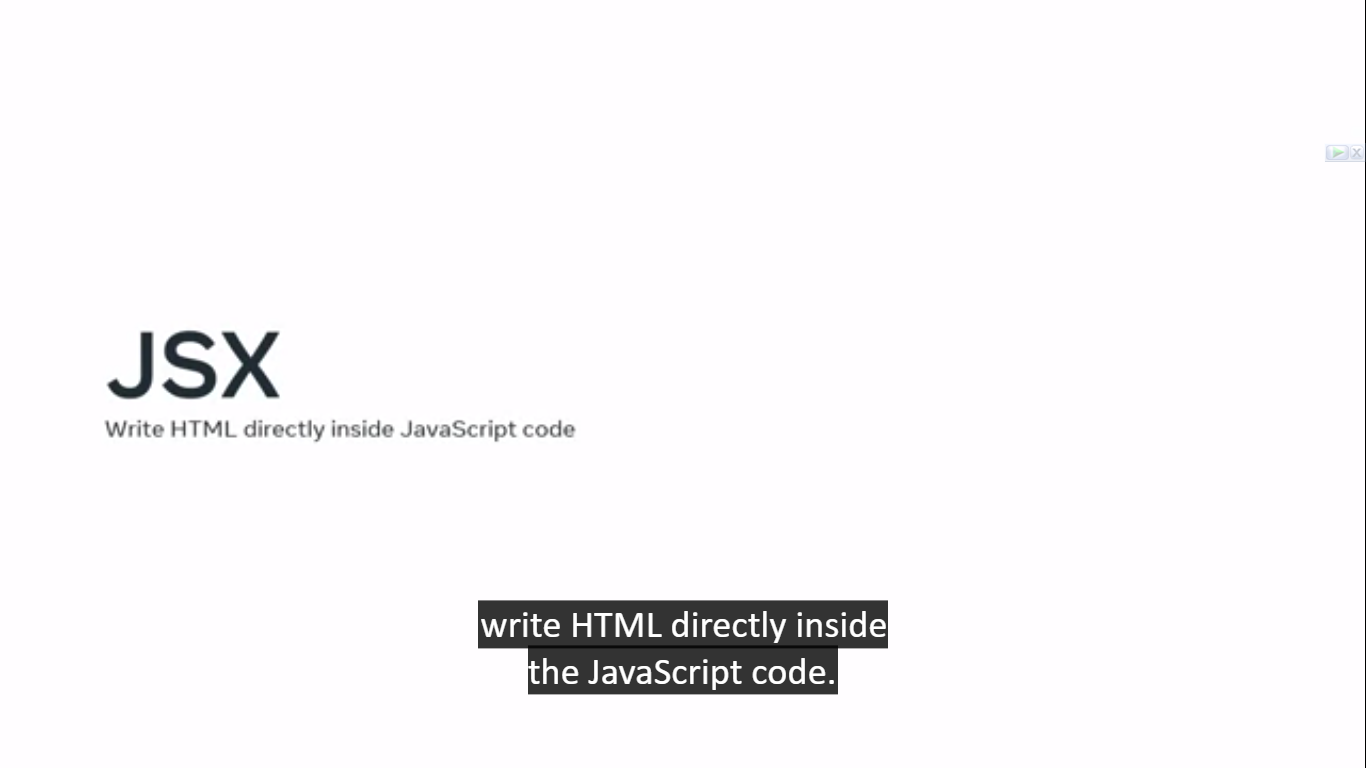 JSX
Write HTML directly inside JavaScript code
write HTML directly inside
the JavaScript code.